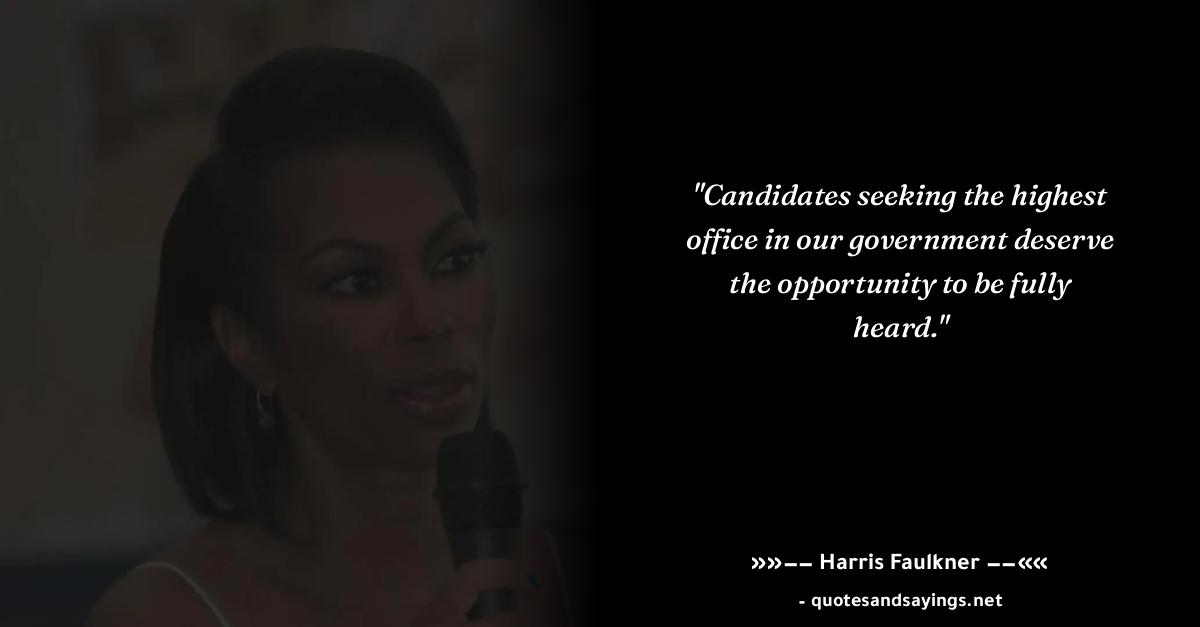 "Candidates seeking the highest
office in our government deserve
the opportunity to be fully
heard."
»»–– Harris Faulkner ––««
- quotesandsayings.net